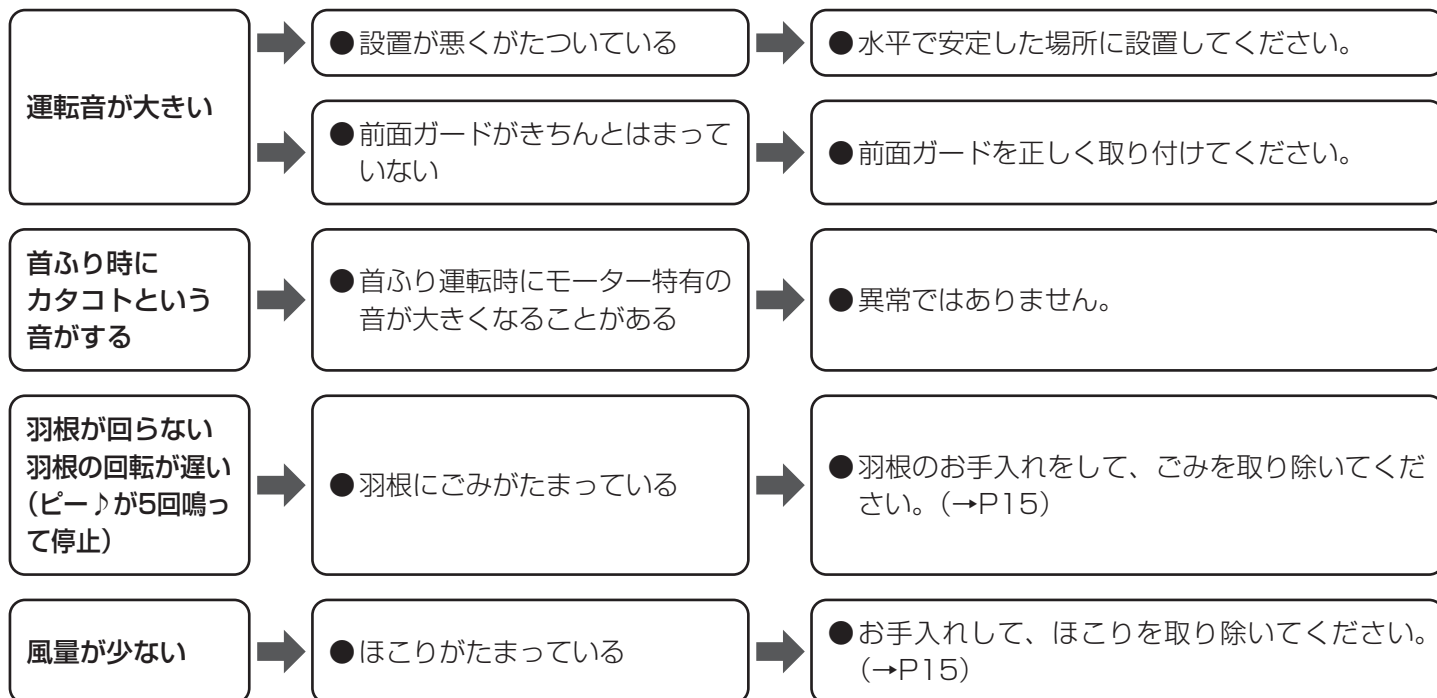 運転音が大きい
●設置が悪くがたついている
●水平で安定した場所に設置してください。
●前面ガードがきちんとはまって
いない
●前面ガードを正しく取り付けてください。
首ふり時に
カタコトという
音がする
●首ふり運転時にモーター特有の
音が大きくなることがある
●異常ではありません。
羽根が回らない
羽根の回転が遅い
(ピー♪が5回鳴っ
て停止)
●羽根にごみがたまっている
●羽根のお手入れをして、ごみを取り除いてくだ
さい。(→P15)
風量が少ない
●ほこりがたまっている
●お手入れして、ほこりを取り除いてください。
(→P15)